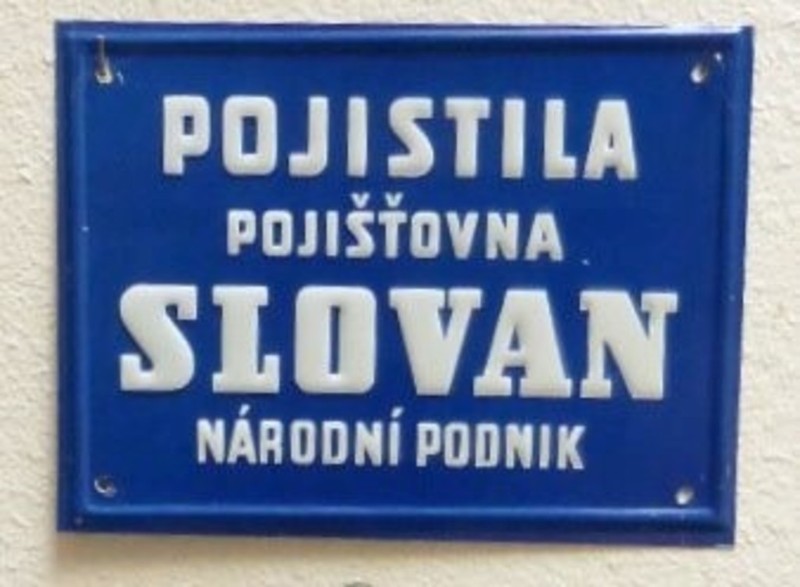 POJISTILA
POJIŠŤOVNA
SLOVAN
NÁRODNÍ PODNIK